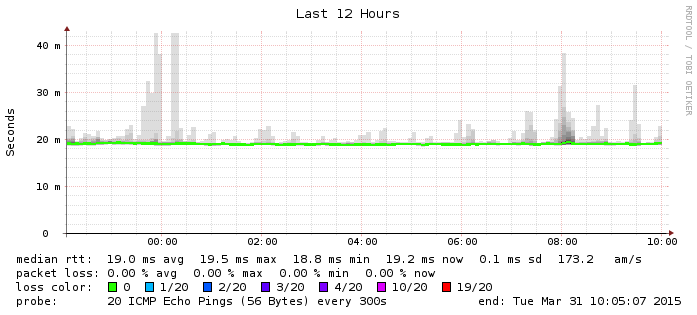 Last 12 Hours
RRDTOOL / TOBI OETIKER
Seconds
40 m
30 m
20 m
10 m
0
00:00 02:00 04:00 06:00 08:00 10:00
median rtt: 19.0 ms avg 19.5 ms max 18.8 ms min 19.2 ms now 0.1 ms sd 173.2 am/s
packet loss: 0.00 % avg 0.00 % max 0.00 % min 0.00 % now
loss color: 0 1/20 2/20 3/20 4/20 10/20 19/20
probe: 20 ICMP Echo Pings (56 Bytes) every 300s end: Tue Mar 31 10:05:07 2015